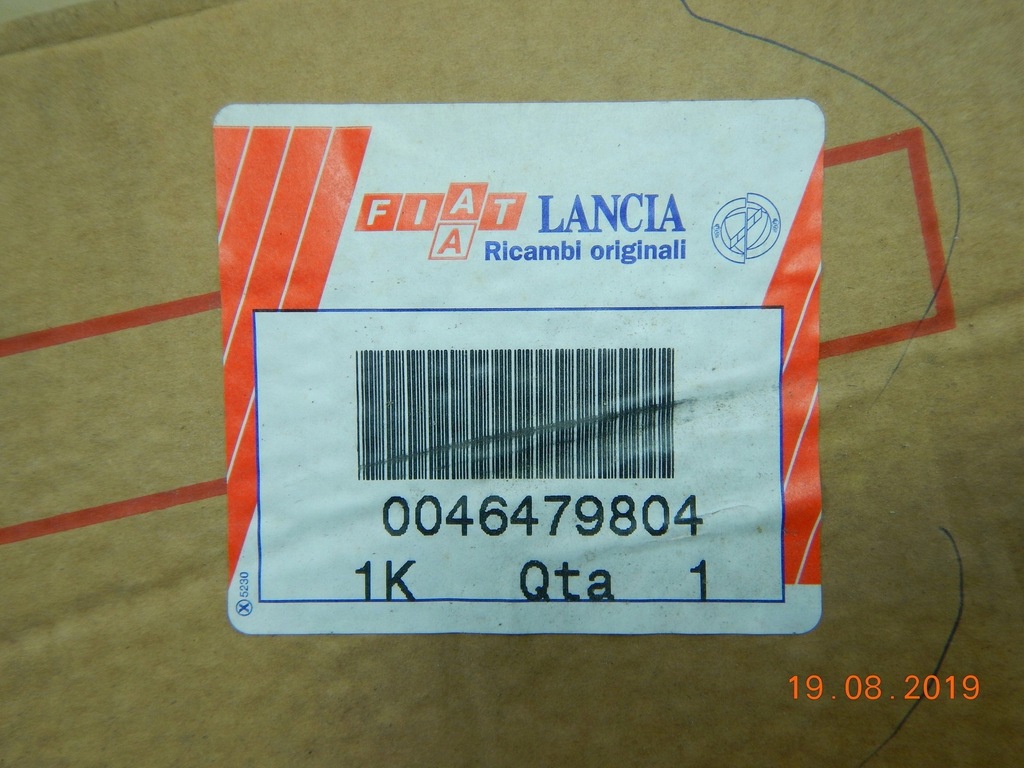 FIAT LANCIA
A
Ricambi originali
0046479804
1K Qta 1
5230
19.08.2019